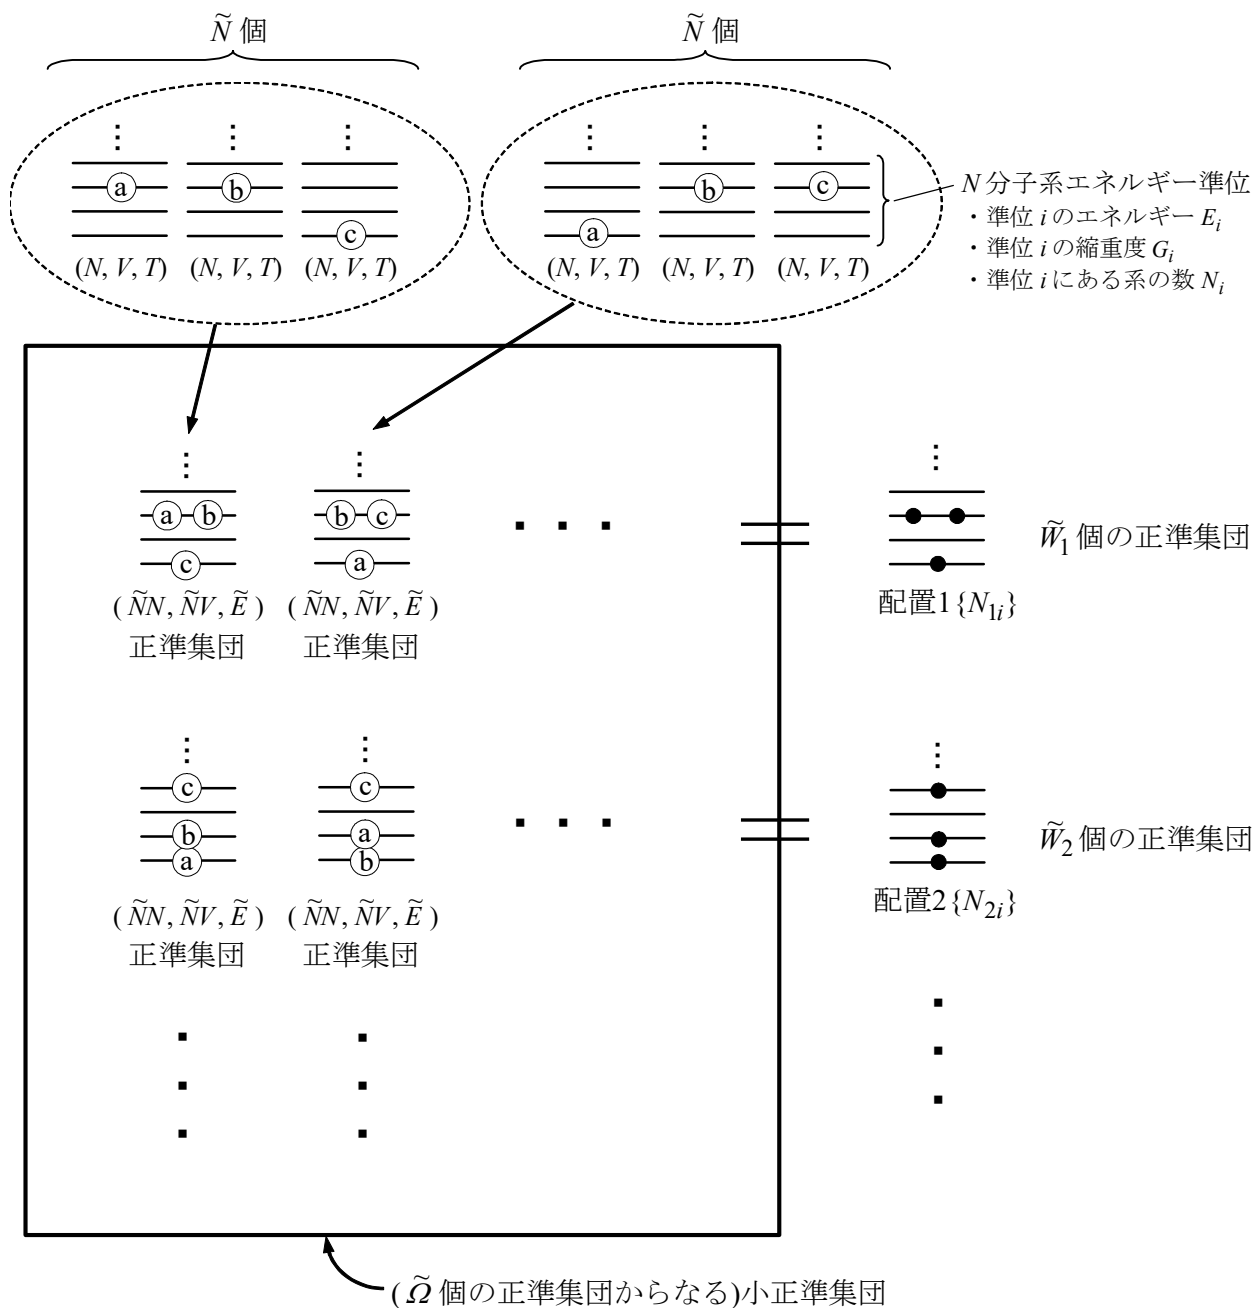 Ñ 個
Ñ 個
a
b
c
(N, V, T) (N, V, T) (N, V, T)
a
b
c
(N, V, T) (N, V, T) (N, V, T)
N 分子系エネルギー準位
・準位 i のエネルギー E_i
・準位 i の縮重度 G_i
・準位 i にある系の数 N_i
a b
c
(ÑN, ÑV, Ẽ)
正準集団
b c
a
(ÑN, ÑV, Ẽ)
正準集団
配置1{N_{1i}}
W̃_1 個の正準集団
c
b
a
(ÑN, ÑV, Ẽ)
正準集団
c
a
b
(ÑN, ÑV, Ẽ)
正準集団
配置2{N_{2i}}
W̃_2 個の正準集団
(Ω̃ 個の正準集団からなる)小正準集団